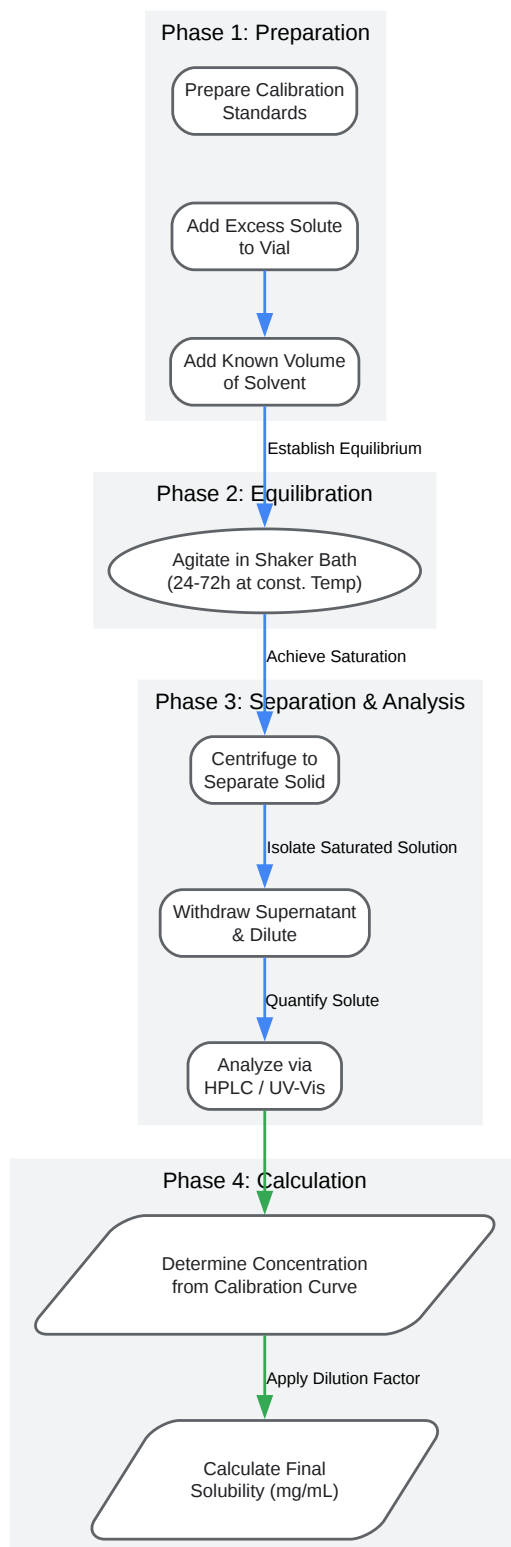 Phase 1: Preparation
Prepare Calibration
Standards
Add Excess Solute
to Vial
Add Known Volume
of Solvent
Establish Equilibrium
Phase 2: Equilibration
Agitate in Shaker Bath
(24-72h at const. Temp)
Achieve Saturation
Phase 3: Separation & Analysis
Centrifuge to
Separate Solid
Isolate Saturated Solution
Withdraw Supernatant
& Dilute
Quantify Solute
Analyze via
HPLC / UV-Vis
Phase 4: Calculation
Determine Concentration
from Calibration Curve
Apply Dilution Factor
Calculate Final
Solubility (mg/mL)